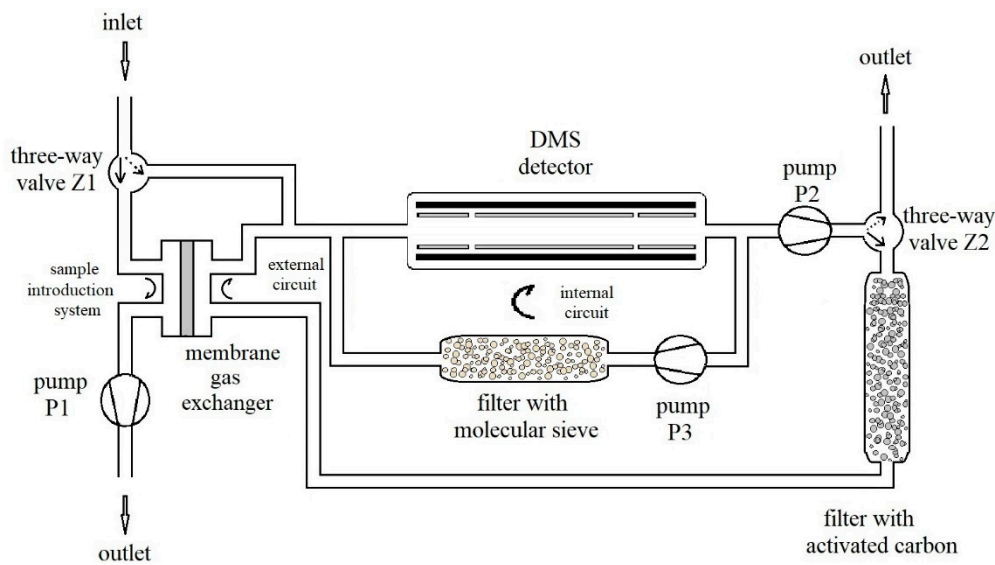 inlet
outlet
three-way
valve Z1
DMS
detector
pump
P2
three-way
valve Z2
sample
introduction
system
external
circuit
internal
circuit
membrane
gas
exchanger
pump
P1
filter with
molecular sieve
pump
P3
outlet
filter with
activated carbon